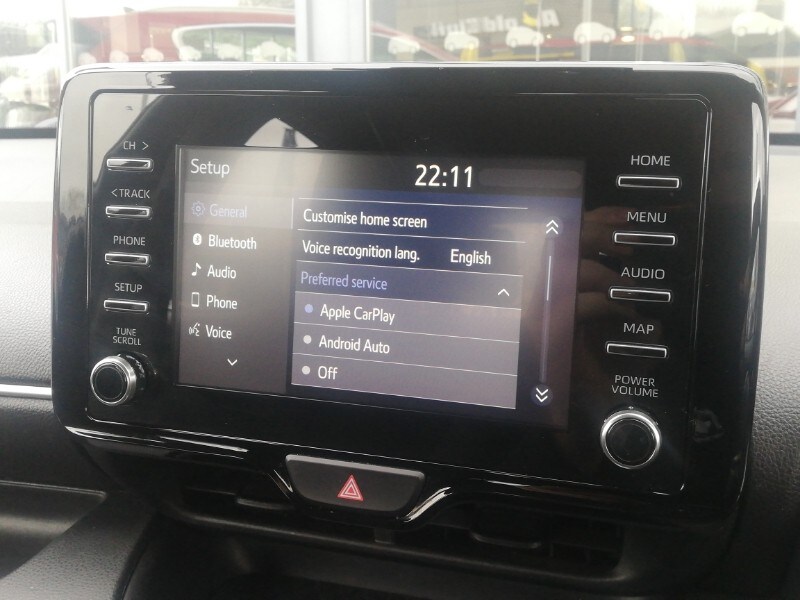 CH >
< TRACK
PHONE
SETUP
TUNE
SCROLL
Setup
22:11
General
Bluetooth
Audio
Phone
Voice
Customise home screen
Voice recognition lang. English
Preferred service
Apple CarPlay
Android Auto
Off
HOME
MENU
AUDIO
MAP
POWER
VOLUME